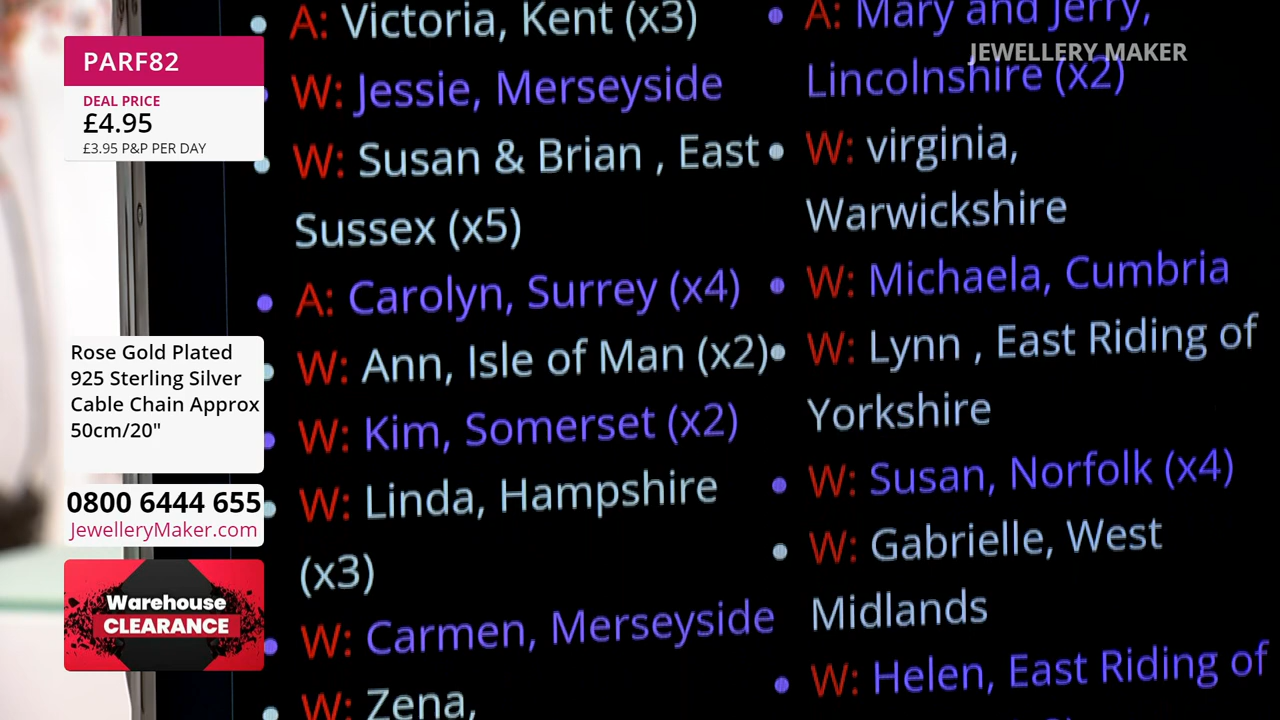 PARF82
DEAL PRICE
£4.95
£3.95 P&P PER DAY
Rose Gold Plated
925 Sterling Silver
Cable Chain Approx
50cm/20"
0800 6444 655
JewelleryMaker.com
Warehouse
CLEARANCE
A: Victoria, Kent (x3)
W: Jessie, Merseyside
W: Susan & Brian , East
Sussex (x5)
A: Carolyn, Surrey (x4)
W: Ann, Isle of Man (x2)
W: Kim, Somerset (x2)
W: Linda, Hampshire
(x3)
W: Carmen, Merseyside
W: Zena,
JEWELLERY MAKER
A: Mary and Jerry,
Lincolnshire (x2)
W: virginia,
Warwickshire
W: Michaela, Cumbria
W: Lynn , East Riding of
Yorkshire
W: Susan, Norfolk (x4)
W: Gabrielle, West
Midlands
W: Helen, East Riding of